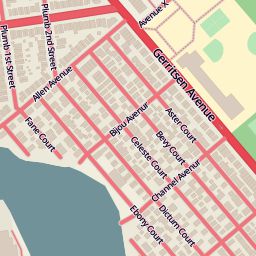 Plumb 1st Street
Plumb 2nd Street
Avenue X
Gerritsen Avenue
Allen Avenue
Bijou Avenue
Aster Court
Fane Court
Bevy Court
Celeste Court
Channel Avenue
Dictum Court
Ebony Court